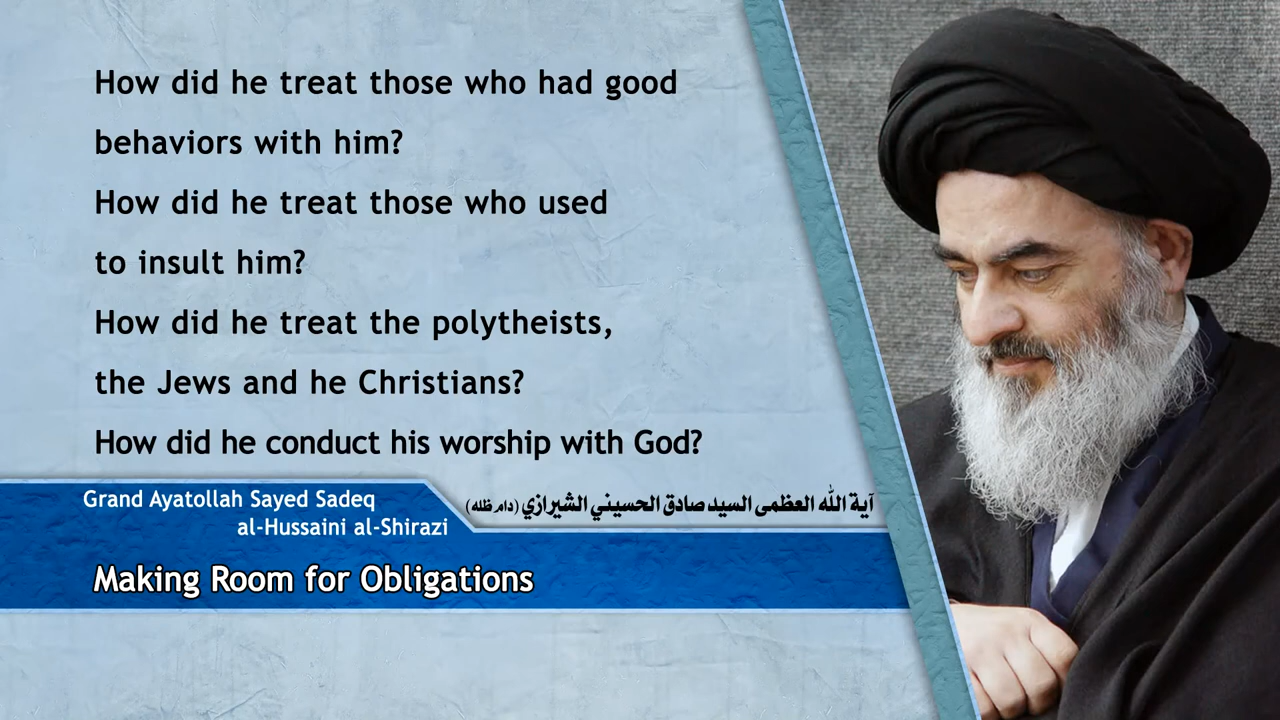 How did he treat those who had good
behaviors with him?
How did he treat those who used
to insult him?
How did he treat the polytheists,
the Jews and he Christians?
How did he conduct his worship with God?
Grand Ayatollah Sayed Sadeq
al-Hussaini al-Shirazi
آية الله العظمى السيد صادق الحسيني الشيرازي (دام ظله)
Making Room for Obligations